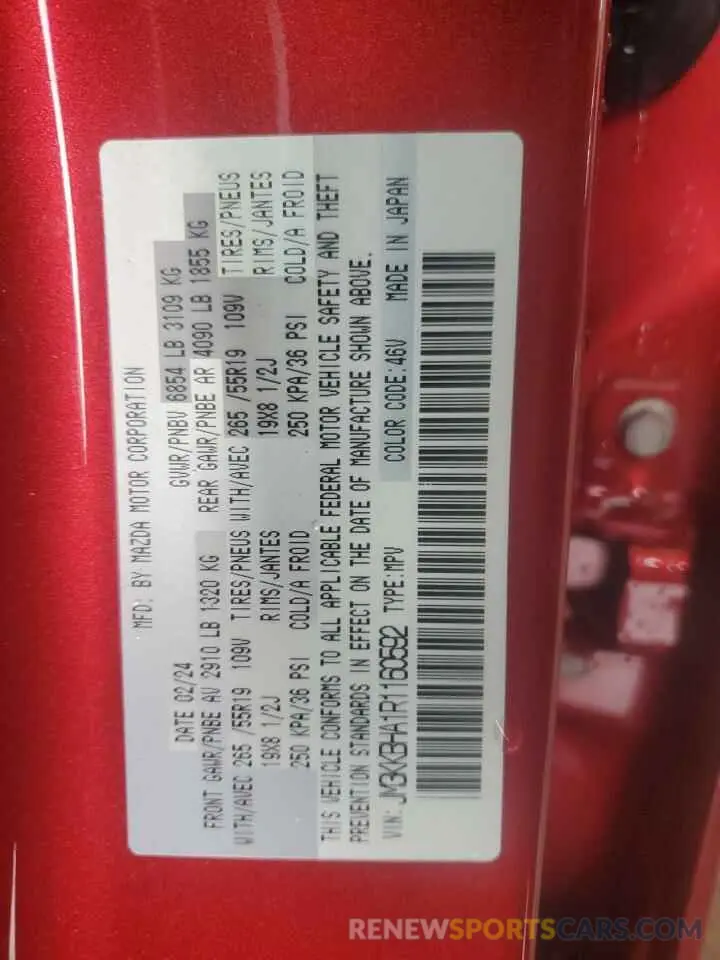 MFD. BY MAZDA MOTOR CORPORATION
DATE 02/24 GVWR/PNBV 6854 LB 3109 KG
FRONT GAWR/PNBE AV 2910 LB 1320 KG REAR GAWR/PNBE AR 4090 LB 1855 KG
WITH/AVEC 265 /55R19 109V TIRES/PNEUS WITH/AVEC 265 /55R19 109V TIRES/PNEUS
19X8 1/2J RIMS/JANTES 19X8 1/2J RIMS/JANTES
250 KPA/36 PSI COLD/A FROID 250 KPA/36 PSI COLD/A FROID
THIS VEHICLE CONFORMS TO ALL APPLICABLE FEDERAL MOTOR VEHICLE SAFETY AND THEFT
PREVENTION STANDARDS IN EFFECT ON THE DATE OF MANUFACTURE SHOWN ABOVE.
VIN: JM3KKBHA1R1160592 TYPE:MPV COLOR CODE:46V MADE IN JAPAN
RENEWSPORTSCARS.COM